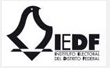 IEDF
INSTITUTO ELECTORAL
DEL DISTRITO FEDERAL